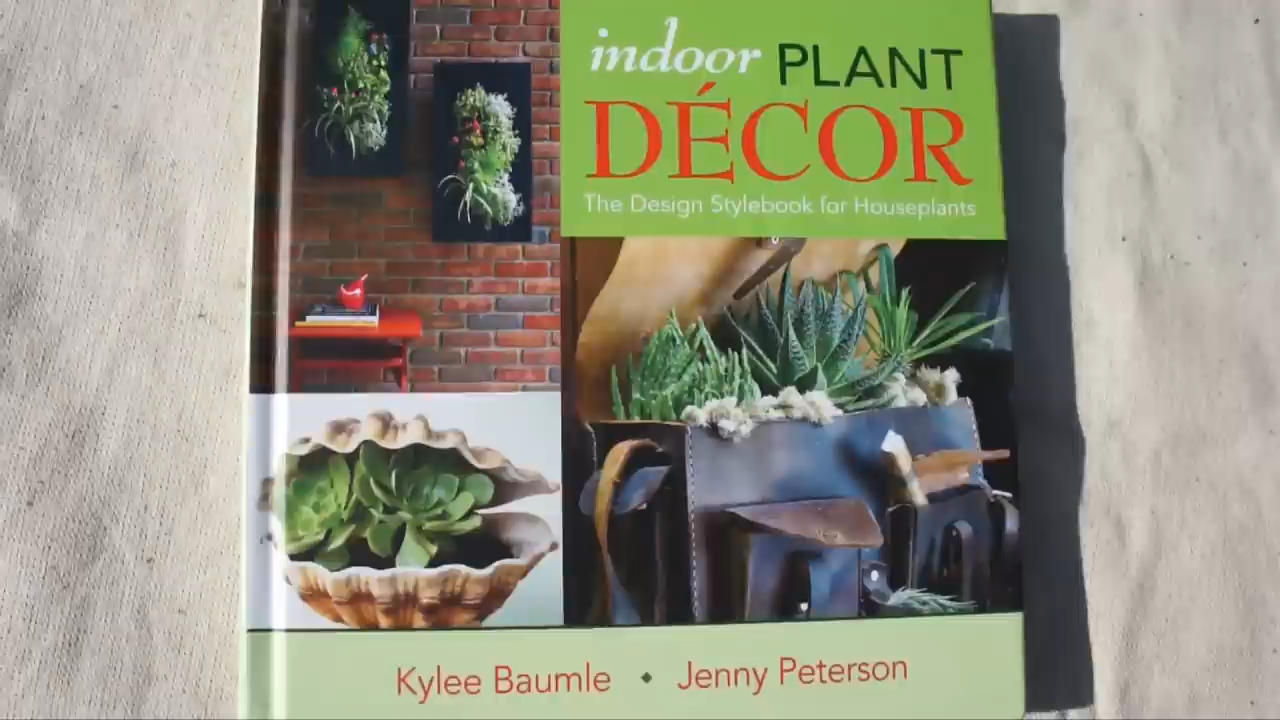 indoor PLANT
DÉCOR
The Design Stylebook for Houseplants
Kylee Baumle • Jenny Peterson